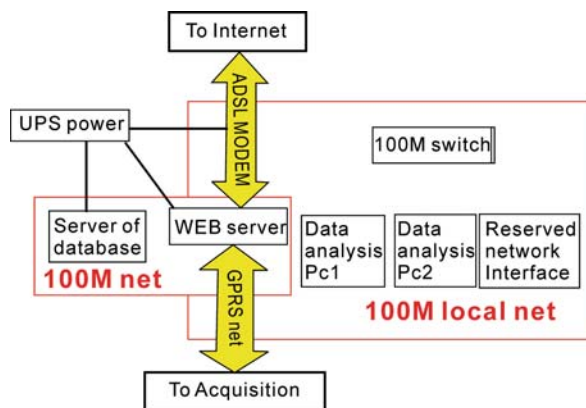 To Internet
ADSL MODEM
UPS power
100M switch
Server of
database
WEB server
Data
analysis
Pc1
Data
analysis
Pc2
Reserved
network
Interface
100M net
100M local net
GPRS net
To Acquisition